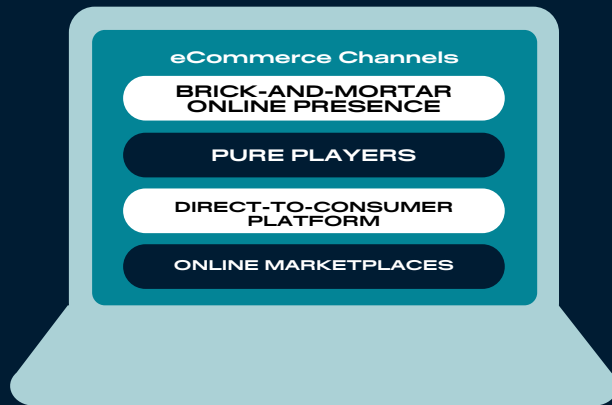 eCommerce Channels
BRICK-AND-MORTAR
ONLINE PRESENCE
PURE PLAYERS
DIRECT-TO-CONSUMER
PLATFORM
ONLINE MARKETPLACES